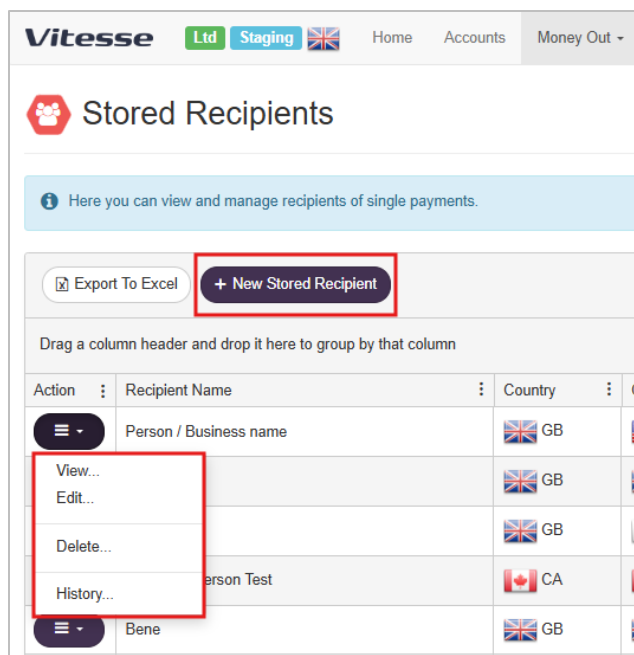 Vitesse Ltd Staging Home Accounts Money Out
Stored Recipients
Here you can view and manage recipients of single payments.
Export To Excel + New Stored Recipient
Drag a column header and drop it here to group by that column
Action Recipient Name Country
Person / Business name GB
View...
GB
Edit...
GB
Delete...
erson Test CA
History...
Bene GB